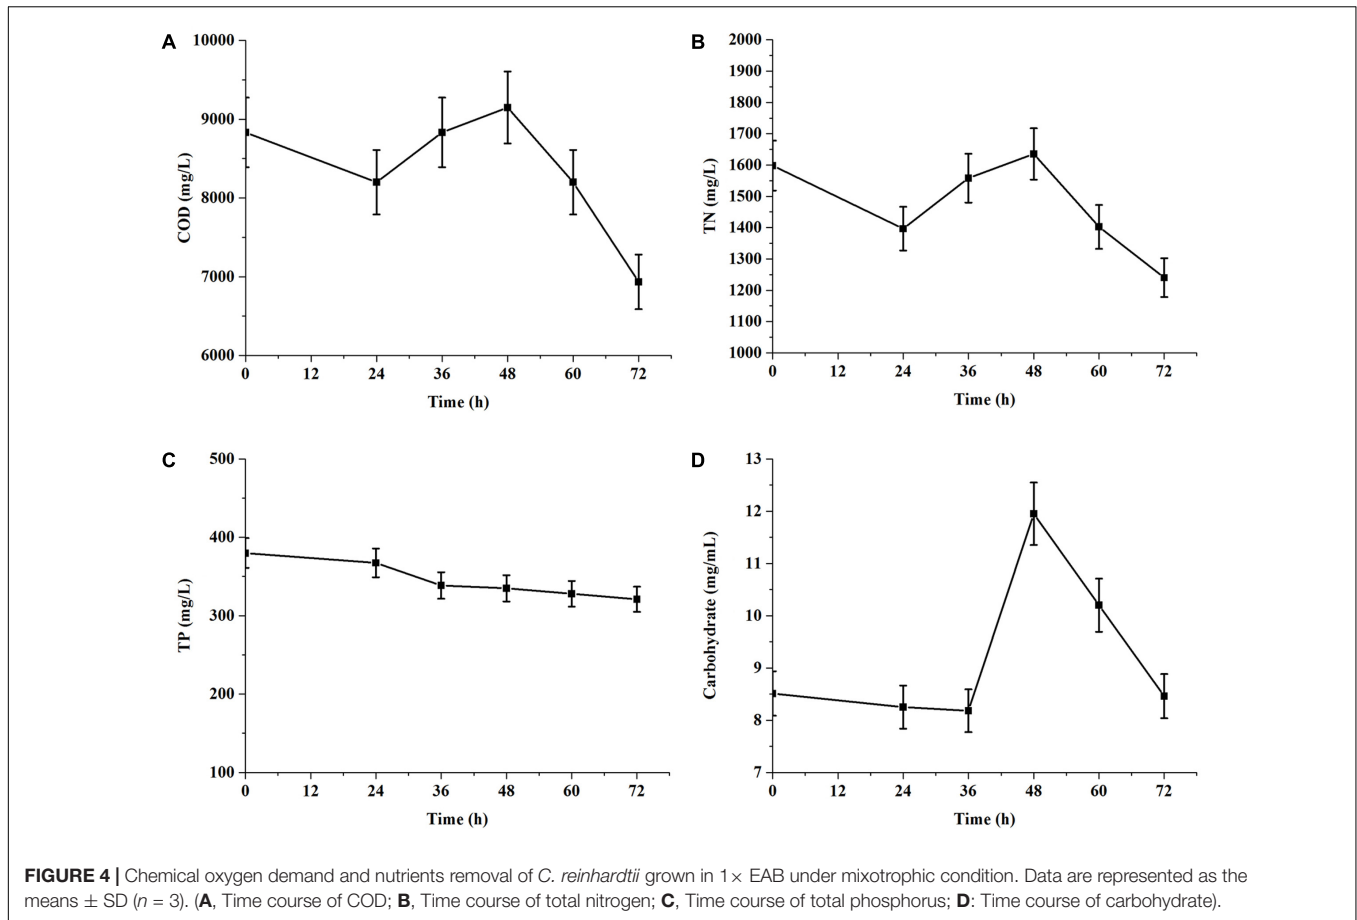 A
10000
9000
8000
7000
6000
COD (mg/L)
0 12 24 36 48 60 72
Time (h)
B
2000
1900
1800
1700
1600
1500
1400
1300
1200
1100
1000
TN (mg/L)
0 12 24 36 48 60 72
Time (h)
C
500
400
300
200
100
TP (mg/L)
0 12 24 36 48 60 72
Time (h)
D
13
12
11
10
9
8
7
Carbohydrate (mg/mL)
0 12 24 36 48 60 72
Time (h)
FIGURE 4 | Chemical oxygen demand and nutrients removal of C. reinhardtii grown in 1× EAB under mixotrophic condition. Data are represented as the
means ± SD (n = 3). (A, Time course of COD; B, Time course of total nitrogen; C, Time course of total phosphorus; D: Time course of carbohydrate).